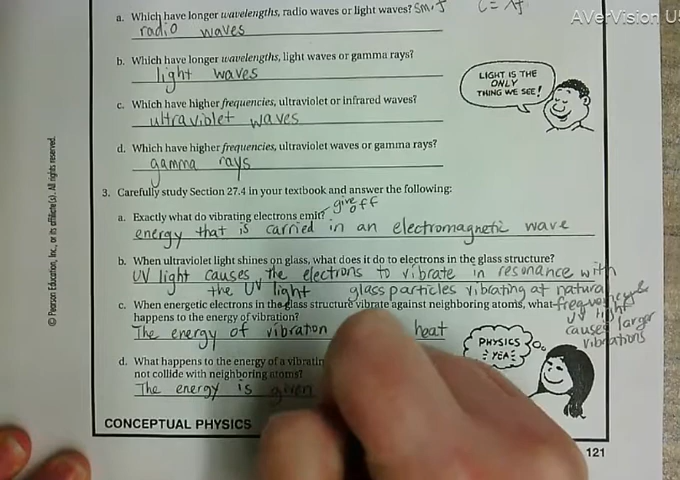 a. Which have longer wavelengths, radio waves or light waves? sm.f c=λf
AVerVision U
radio waves
b. Which have longer wavelengths, light waves or gamma rays?
light waves
LIGHT IS THE
ONLY
THING WE SEE!
c. Which have higher frequencies, ultraviolet or infrared waves?
ultraviolet waves
d. Which have higher frequencies, ultraviolet waves or gamma rays?
gamma rays
3. Carefully study Section 27.4 in your textbook and answer the following:
give off
a. Exactly what do vibrating electrons emit?
energy that is carried in an electromagnetic wave
b. When ultraviolet light shines on glass, what does it do to electrons in the glass structure?
UV light causes the electrons to vibrate in resonance with
the UV light glass particles vibrating at natural
c. When energetic electrons in the glass structure vibrate against neighboring atoms, what
happens to the energy of vibration?
UV light
causes larger
vibrations
The energy of vibration heat
PHYSICS
YEA!
d. What happens to the energy of a vibratin
not collide with neighboring atoms?
The energy is given
CONCEPTUAL PHYSICS
121
© Pearson Education, Inc., or its affiliate(s). All rights reserved.